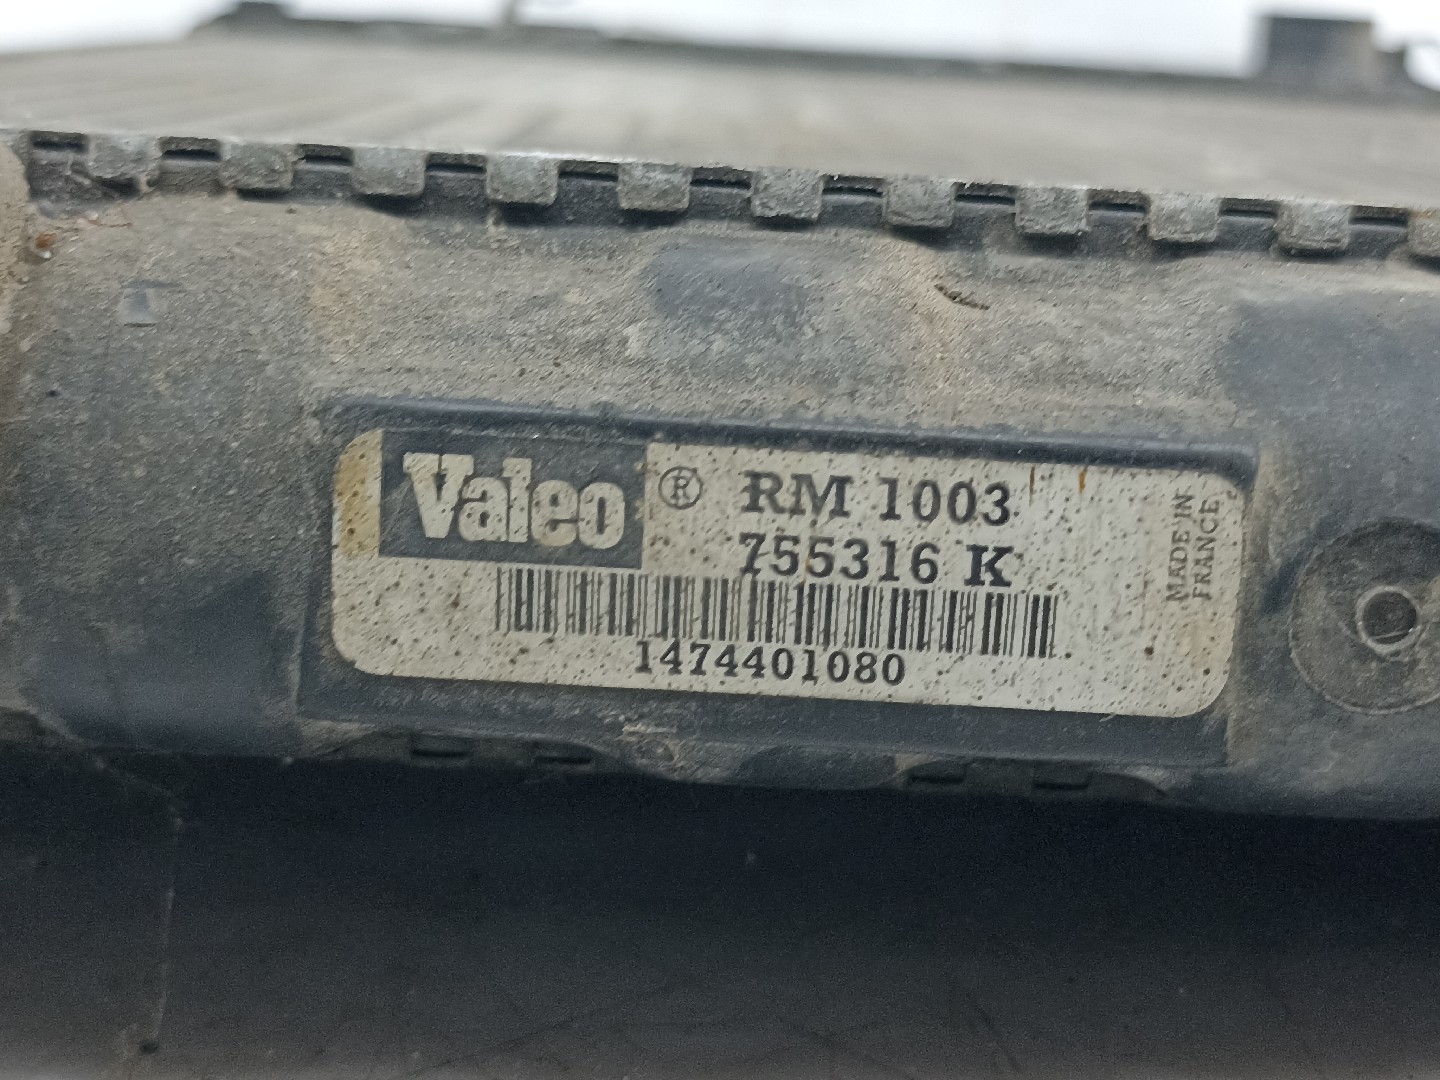 Valeo ® RM 1003
755316 K
1474401080
MADE IN
FRANCE